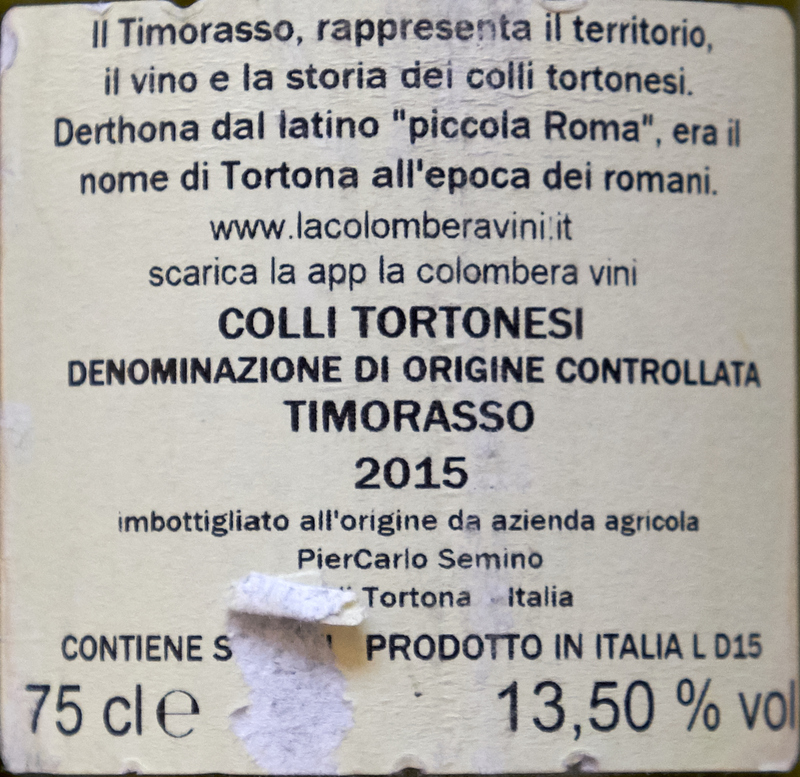 Il Timorasso, rappresenta il territorio,
il vino e la storia dei colli tortonesi.
Derthona dal latino "piccola Roma", era il
nome di Tortona all'epoca dei romani.
www.lacolomberavini.it
scarica la app la colombera vini
COLLI TORTONESI
DENOMINAZIONE DI ORIGINE CONTROLLATA
TIMORASSO
2015
imbottigliato all'origine da azienda agricola
PierCarlo Semino
Tortona - Italia
CONTIENE PRODOTTO IN ITALIA L D15
75 cl e 13,50 % vol